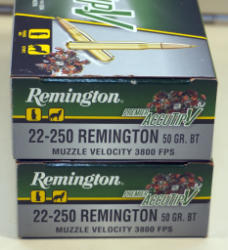 Remington
PREMIER
ACCUTIP-V
22-250 REMINGTON 50 GR. BT
MUZZLE VELOCITY 3800 FPS
Remington
PREMIER
ACCUTIP-V
22-250 REMINGTON 50 GR. BT
MUZZLE VELOCITY 3800 FPS